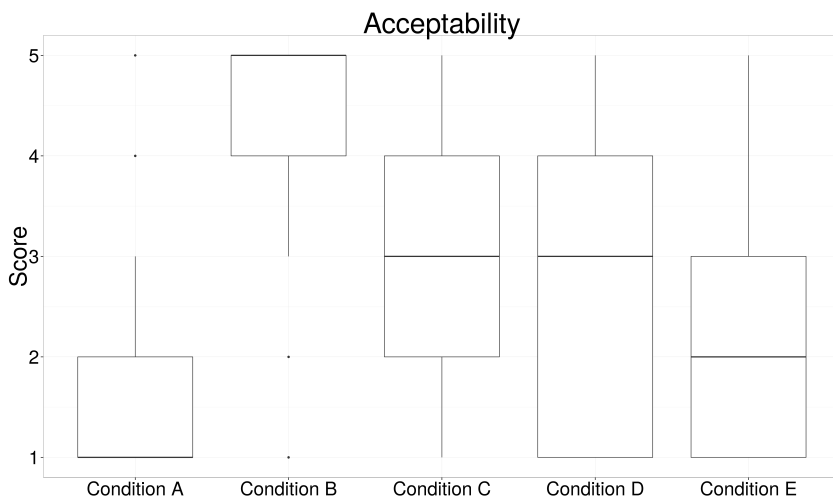 Acceptability
Score
5
4
3
2
1
Condition A
Condition B
Condition C
Condition D
Condition E